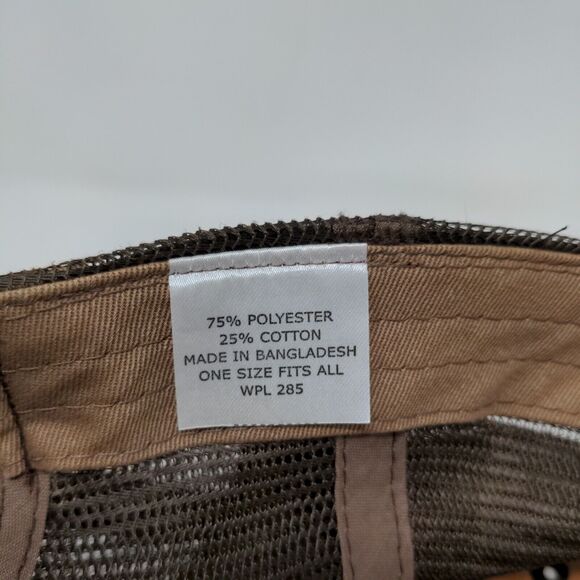 75% POLYESTER
25% COTTON
MADE IN BANGLADESH
ONE SIZE FITS ALL
WPL 285